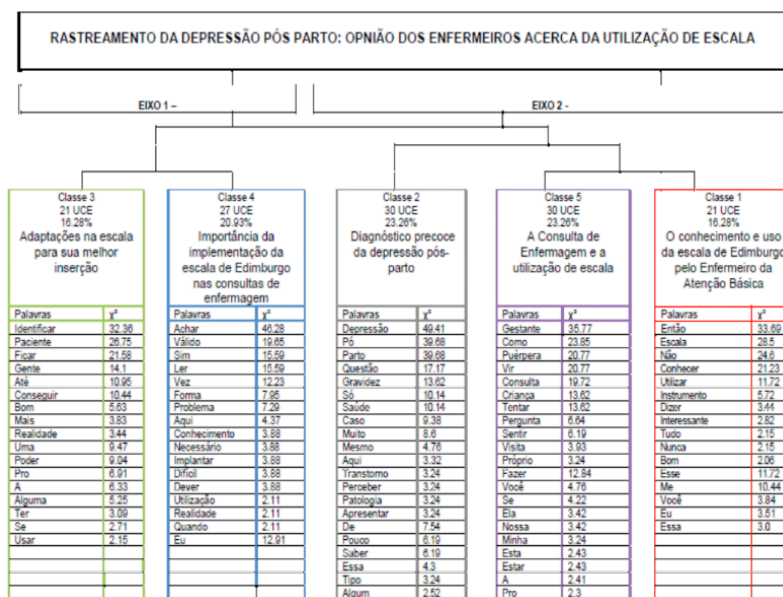 RASTREAMENTO DA DEPRESSÃO PÓS PARTO: OPNIÃO DOS ENFERMEIROS ACERCA DA UTILIZAÇÃO DE ESCALA
EIXO 1 –
EIXO 2 -
Classe 3
21 UCE
16.28%
Adaptações na escala
para sua melhor
inserção
Palavras χ²
Identificar 32.36
Paciente 26.75
Ficar 21.58
Gente 14.1
Até 10.95
Conseguir 10.44
Bom 5.63
Mais 3.83
Realidade 3.44
Uma 9.47
Poder 9.04
Pro 6.91
A 6.33
Alguma 5.25
Ter 3.09
Se 2.71
Usar 2.15
Classe 4
27 UCE
20.93%
Importância da
implementação da
escala de Edimburgo
nas consultas de
enfermagem
Palavras χ²
Achar 46.28
Válido 19.65
Sim 15.59
Ler 15.59
Vez 12.23
Forma 7.95
Problema 7.29
Aqui 4.37
Conhecimento 3.88
Necessário 3.88
Implantar 3.88
Difícil 3.88
Dever 3.88
Utilização 2.11
Realidade 2.11
Quando 2.11
Eu 12.91
Classe 2
30 UCE
23.26%
Diagnóstico precoce
da depressão pós-
parto
Palavras χ²
Depressão 49.41
Pó 39.68
Parto 39.68
Questão 17.17
Gravidez 13.62
Só 10.14
Saúde 10.14
Caso 9.38
Muito 8.6
Mesmo 4.76
Aqui 3.32
Transtorno 3.24
Perceber 3.24
Patologia 3.24
Apresentar 3.24
De 7.54
Pouco 6.19
Saber 6.19
Essa 4.3
Tipo 3.24
Algum 2.52
Classe 5
30 UCE
23.26%
A Consulta de
Enfermagem e a
utilização de escala
Palavras χ²
Gestante 35.77
Como 23.85
Puérpera 20.77
Vir 20.77
Consulta 19.72
Criança 13.62
Tentar 13.62
Pergunta 6.64
Sentir 6.19
Visita 3.93
Próprio 3.24
Fazer 12.84
Você 4.76
Se 4.22
Ela 3.42
Nossa 3.42
Minha 3.24
Esta 2.43
Estar 2.43
A 2.41
Pro 2.3
Classe 1
21 UCE
16.28%
O conhecimento e uso
da escala de Edimburgo
pelo Enfermeiro da
Atenção Básica
Palavras χ²
Então 33.69
Escala 28.5
Não 24.6
Conhecer 21.23
Utilizar 11.72
Instrumento 5.72
Dizer 3.44
Interessante 2.82
Tudo 2.15
Nunca 2.15
Bom 2.06
Esse 11.72
Me 10.44
Você 3.84
Eu 3.51
Essa 3.0